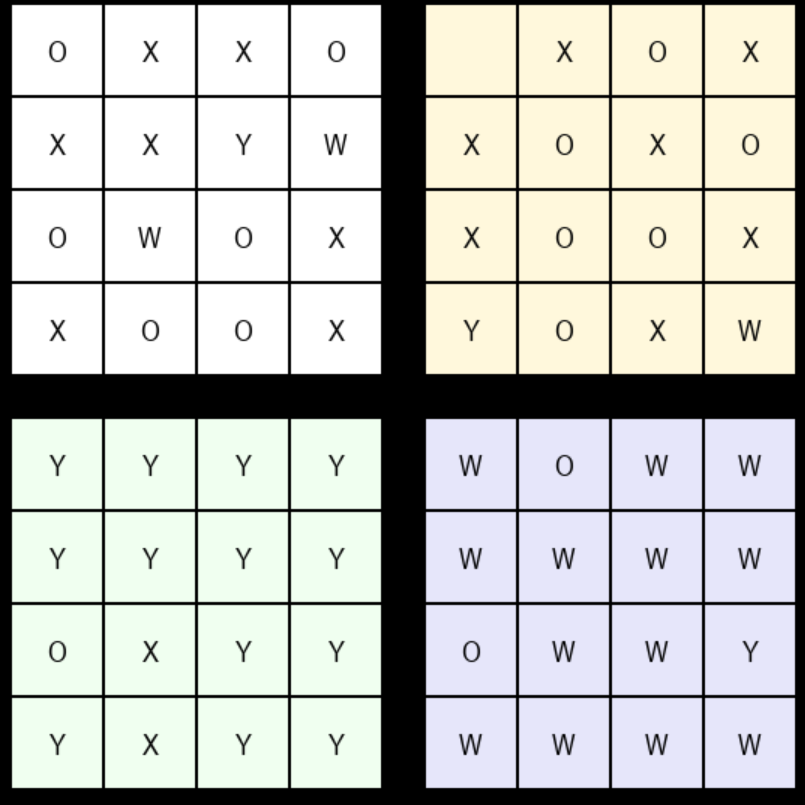 O X X O
X X Y W
O W O X
X O O X
X O X
X O X O
X O O X
Y O X W
Y Y Y Y
Y Y Y Y
O X Y Y
Y X Y Y
W O W W
W W W W
O W W Y
W W W W